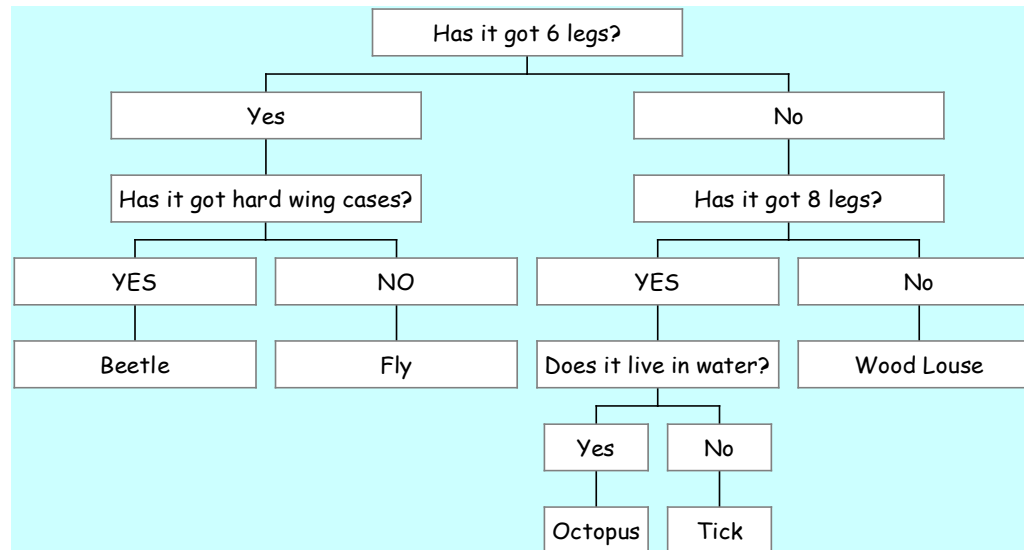 Has it got 6 legs?
Yes
No
Has it got hard wing cases?
Has it got 8 legs?
YES
NO
YES
No
Beetle
Fly
Does it live in water?
Wood Louse
Yes
No
Octopus
Tick